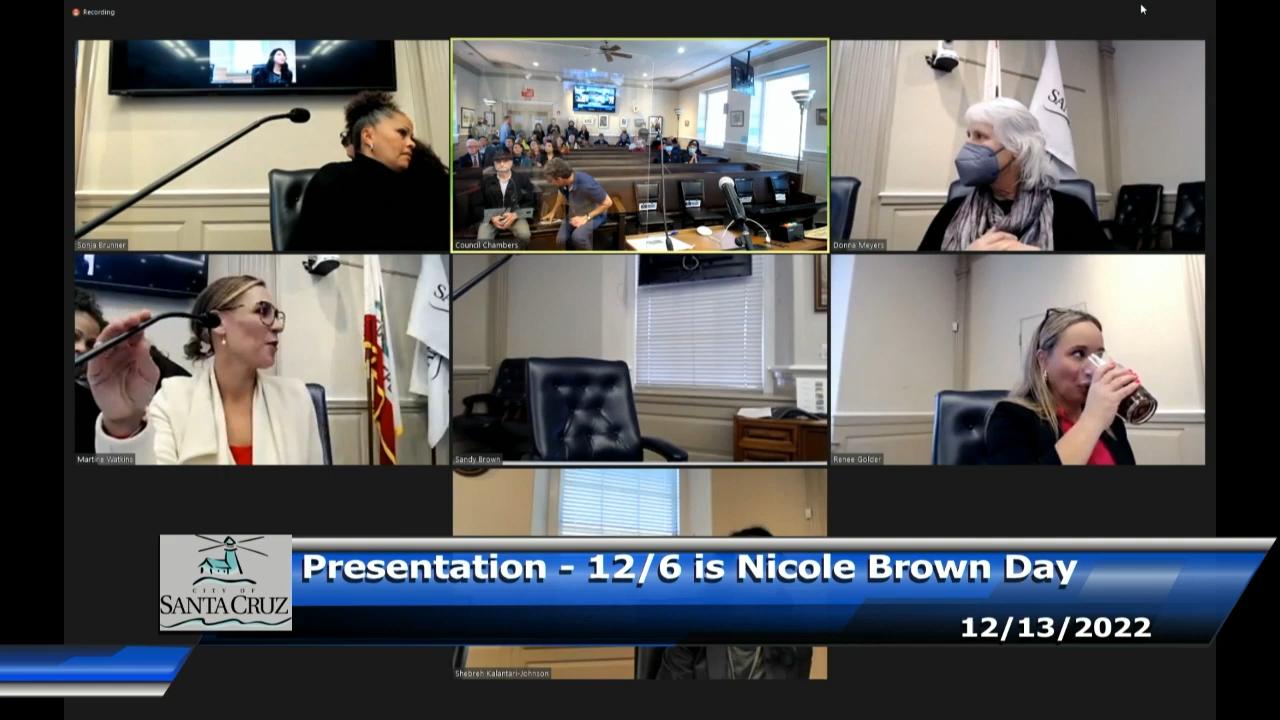 Recording
Sonja Brunner
Council Chambers
Donna Meyers
SA
Martine Watkins
Sandy Brown
Renee Golder
Presentation - 12/6 is Nicole Brown Day
CITY OF
SANTA CRUZ
12/13/2022
Shebreh Kalantari-Johnson